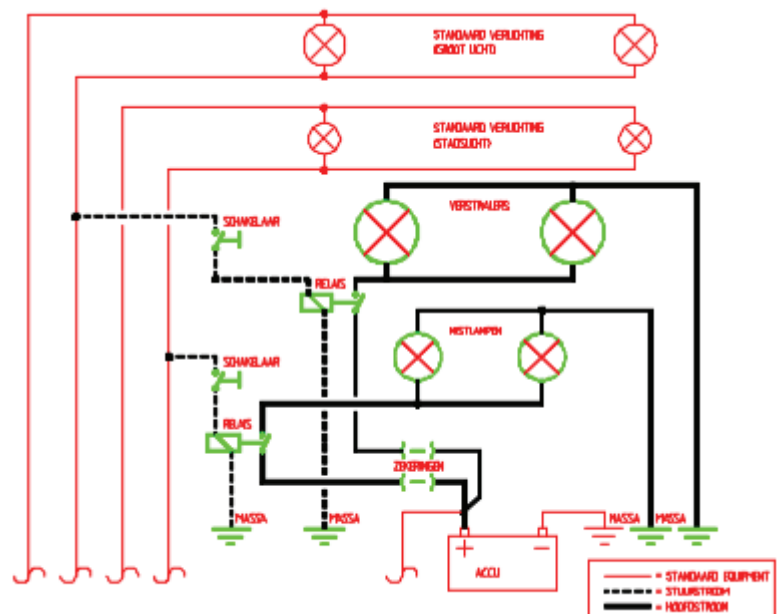 STANDAARD VERLICHTING
(GROOT LICHT)
STANDAARD VERLICHTING
(STADSLICHT)
SCHAKELAAR
VERSTRALERS
RELAIS
MISTLAMPEN
SCHAKELAAR
RELAIS
ZEKERINGEN
MASSA
MASSA
MASSA
MASSA
+
-
ACCU
= STANDAARD EQUIPMENT
= STUURSTROOM
= HOOFDSTROOM